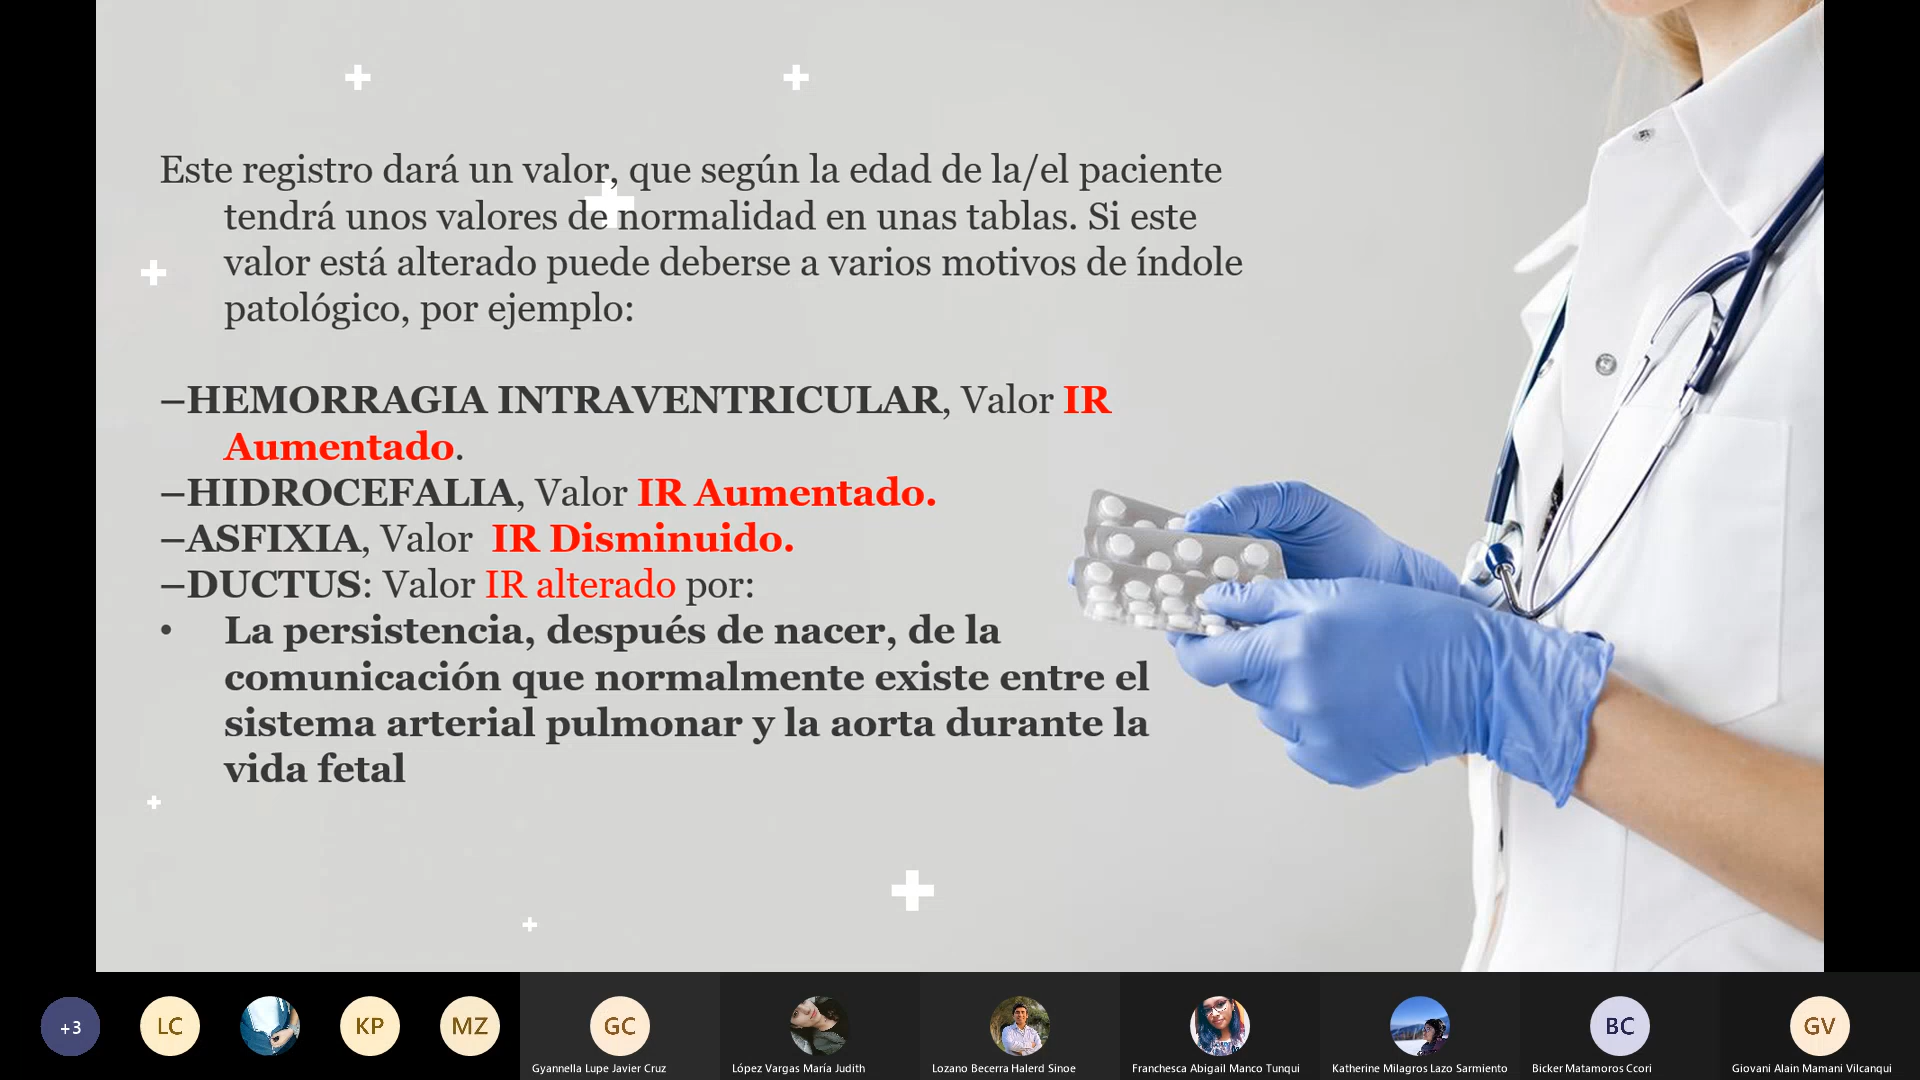 Este registro dará un valor, que según la edad de la/el paciente
tendrá unos valores de normalidad en unas tablas. Si este
valor está alterado puede deberse a varios motivos de índole
patológico, por ejemplo:
–HEMORRAGIA INTRAVENTRICULAR, Valor IR
Aumentado.
–HIDROCEFALIA, Valor IR Aumentado.
–ASFIXIA, Valor IR Disminuido.
–DUCTUS: Valor IR alterado por:
• La persistencia, después de nacer, de la
comunicación que normalmente existe entre el
sistema arterial pulmonar y la aorta durante la
vida fetal
+3 LC KP MZ GC BC GV
Gyannella Lupe Javier Cruz López Vargas María Judith Lozano Becerra Halerd Sinoe Franchesca Abigail Manco Tunqui Katherine Milagros Lazo Sarmiento Bicker Matamoros Ccori Giovani Alain Mamani Vilcanqui